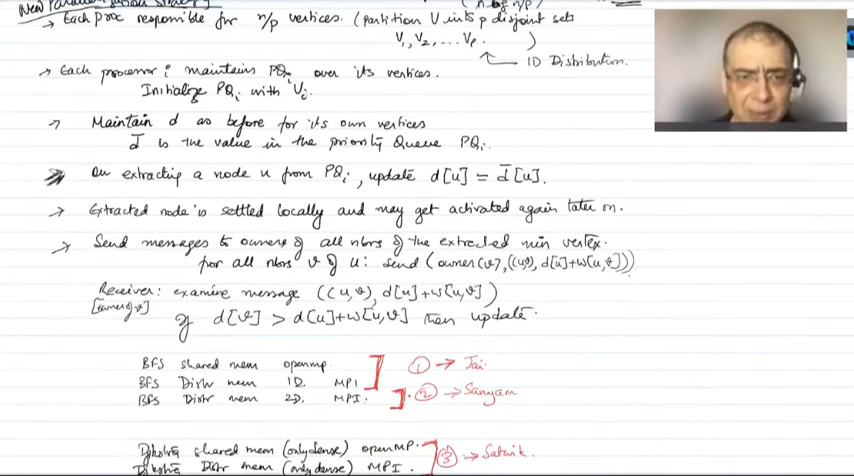 New Parallelization
(n log n/p)
→ Each proc responsible for n/p vertices. (partition V into p disjoint sets
V1, V2, ... Vp. )
1D Distribution.
→ Each processor i maintains PQi over its vertices.
Initialize PQi with Vi.
→ Maintain d as before for its own vertices
d̄ is the value in the priority Queue PQi.
→ On extracting a node u from PQi, update d[u] = d̄[u].
→ Extracted node is settled locally and may get activated again later on.
→ Send messages to owners of all nbrs of the extracted min vertex.
for all nbrs v of u: send (owner(v), ((u,v), d[u]+w[u,v]))
Receiver: examine message ((u,v), d[u]+w[u,v])
[owner of v]
if d[v] > d[u]+w[u,v] then update.
BFS shared mem openmp
① → Jai
BFS Distr mem 1D. MPI
BFS Distr mem 2D. MPI.
② → Sanyam
Dijkstra shared mem (only dense) openMP.
③ → Satvik.
Dijkstra Distr mem (only dense) MPI.